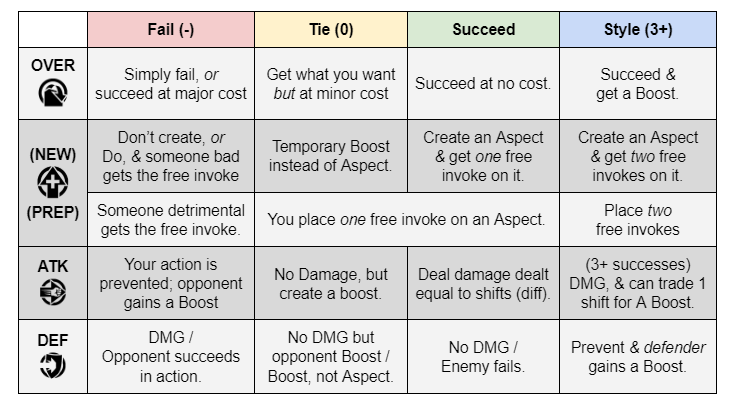 Fail (-) Tie (0) Succeed Style (3+)
OVER
Simply fail, or
succeed at major cost
Get what you want
but at minor cost
Succeed at no cost.
Succeed &
get a Boost.
(NEW)
(PREP)
Don't create, or
Do, & someone bad
gets the free invoke
Temporary Boost
instead of Aspect.
Create an Aspect
& get one free
invoke on it.
Create an Aspect
& get two free
invokes on it.
Someone detrimental
gets the free invoke.
You place one free invoke on an Aspect.
Place two
free invokes
ATK
Your action is
prevented; opponent
gains a Boost
No Damage, but
create a boost.
Deal damage dealt
equal to shifts (diff).
(3+ successes)
DMG, & can trade 1
shift for A Boost.
DEF
DMG /
Opponent succeeds
in action.
No DMG but
opponent Boost /
Boost, not Aspect.
No DMG /
Enemy fails.
Prevent & defender
gains a Boost.